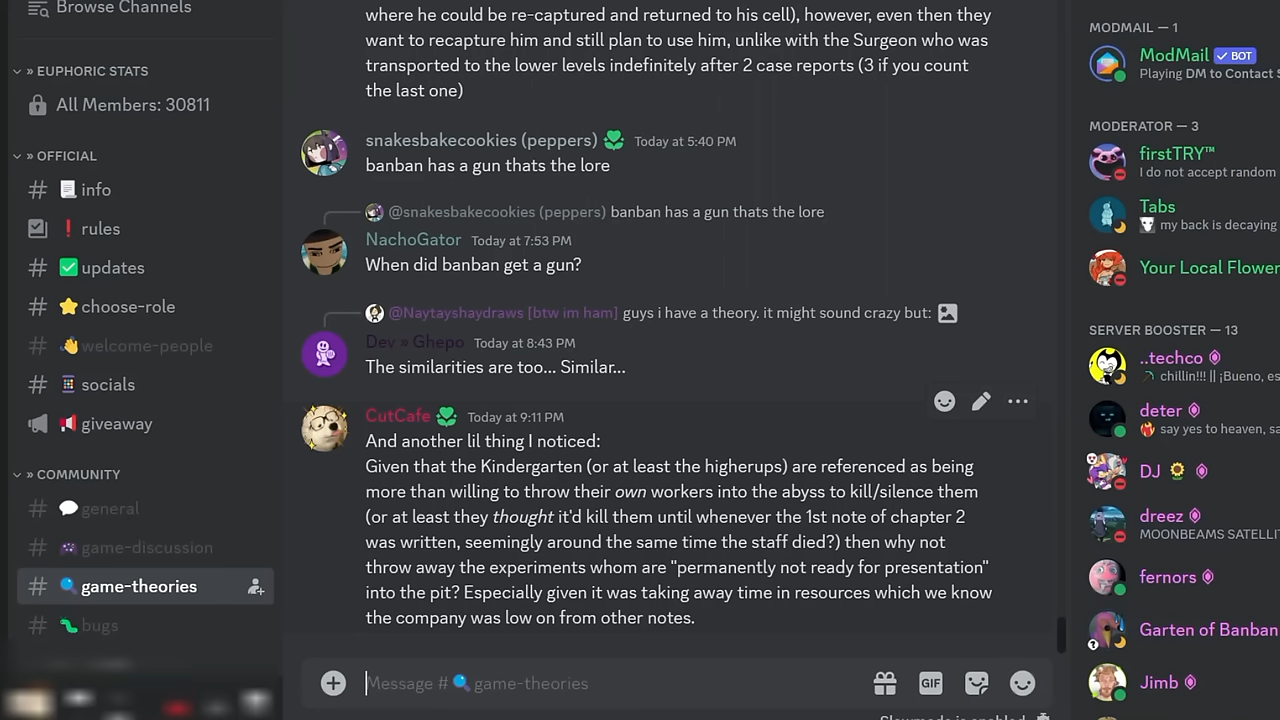 Browse Channels
» EUPHORIC STATS
All Members: 30811
» OFFICIAL
info
rules
updates
choose-role
welcome-people
socials
giveaway
» COMMUNITY
general
game-discussion
game-theories
bugs
where he could be re-captured and returned to his cell), however, even then they
want to recapture him and still plan to use him, unlike with the Surgeon who was
transported to the lower levels indefinitely after 2 case reports (3 if you count
the last one)
snakesbakecookies (peppers) Today at 5:40 PM
banban has a gun thats the lore
@snakesbakecookies (peppers) banban has a gun thats the lore
NachoGator Today at 7:53 PM
When did banban get a gun?
@Naytayshaydraws [btw im ham] guys i have a theory. it might sound crazy but:
Dev » Ghepo Today at 8:43 PM
The similarities are too... Similar...
CutCafe Today at 9:11 PM
And another lil thing I noticed:
Given that the Kindergarten (or at least the higherups) are referenced as being
more than willing to throw their own workers into the abyss to kill/silence them
(or at least they thought it'd kill them until whenever the 1st note of chapter 2
was written, seemingly around the same time the staff died?) then why not
throw away the experiments whom are "permanently not ready for presentation"
into the pit? Especially given it was taking away time in resources which we know
the company was low on from other notes.
Message # game-theories
GIF
Slowmode is enabled
MODMAIL — 1
ModMail BOT
Playing DM to Contact S
MODERATOR — 3
firstTRY™
I do not accept random
Tabs
my back is decaying
Your Local Flower
SERVER BOOSTER — 13
..techco
chillin!!! || ¡Bueno, es
deter
say yes to heaven, sa
DJ
dreez
MOONBEAMS SATELLIT
fernors
Garten of Banban
Jimb